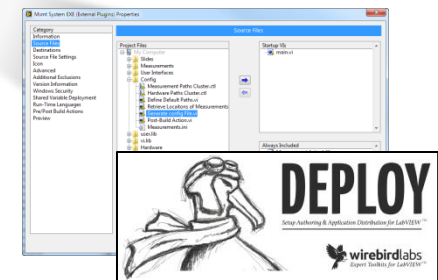 Mgmt System EXE (External Plugins) Properties
Category
Information
Source Files
Destinations
Source File Settings
Icon
Advanced
Additional Exclusions
Version Information
Windows Security
Shared Variable Deployment
Run-Time Languages
Pre/Post Build Actions
Preview
Source Files
Project Files
My Computer
Slides
Measurements
User Interfaces
Config
Measurement Paths Cluster.ctl
Hardware Paths Cluster.ctl
Define Default Paths.vi
Retrieve Locations of Measurements
Generate config File.vi
Post-Build Action.vi
Measurements.ini
user.lib
vi.lib
Hardware
Startup VIs
main.vi
Always Included
DEPLOY
Setup Authoring & Application Distribution for LabVIEW™
wirebirdlabs
Expert Toolkits for LabVIEW™